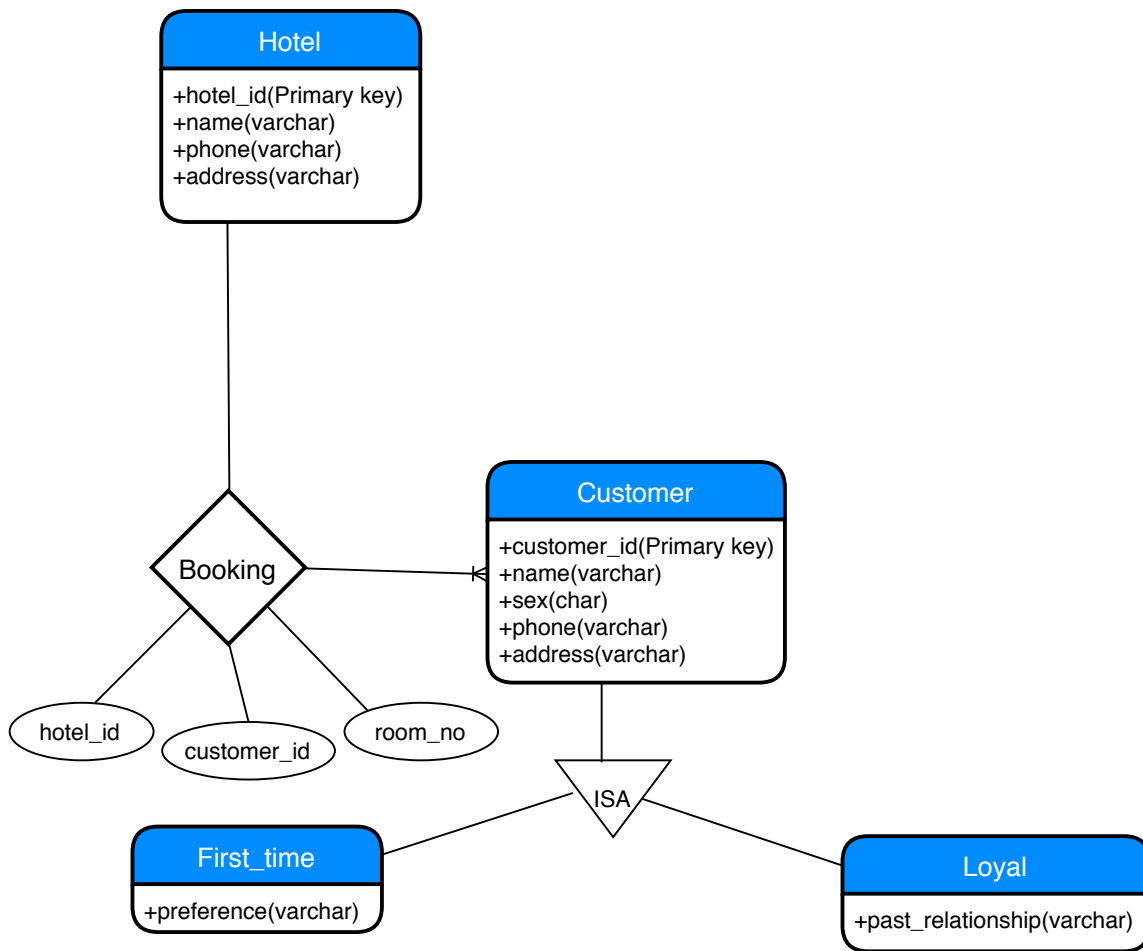 Hotel
+hotel_id(Primary key)
+name(varchar)
+phone(varchar)
+address(varchar)
Customer
+customer_id(Primary key)
+name(varchar)
+sex(char)
+phone(varchar)
+address(varchar)
Booking
hotel_id
customer_id
room_no
ISA
First_time
+preference(varchar)
Loyal
+past_relationship(varchar)